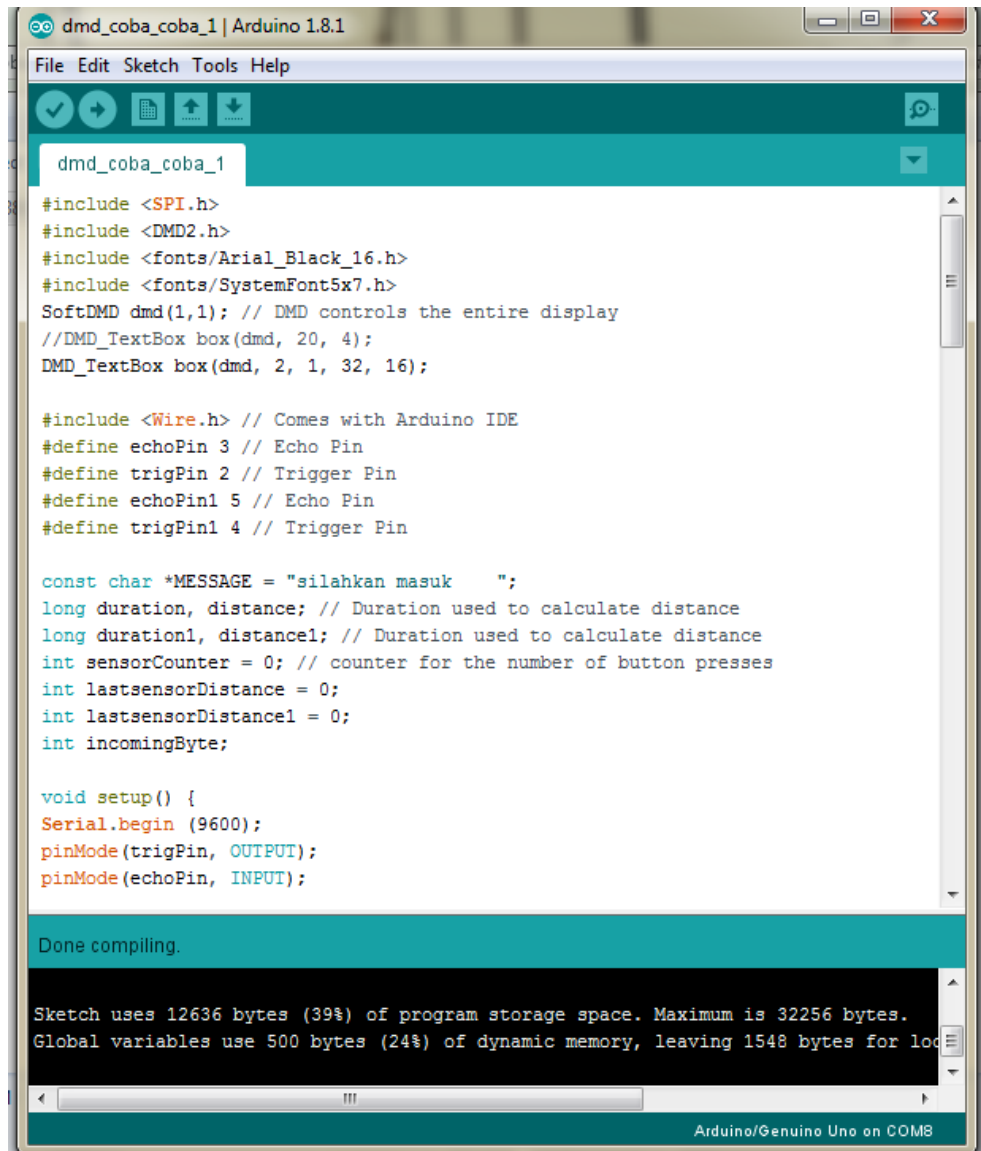 dmd_coba_coba_1 | Arduino 1.8.1
File Edit Sketch Tools Help
dmd_coba_coba_1
#include <SPI.h>
#include <DMD2.h>
#include <fonts/Arial_Black_16.h>
#include <fonts/SystemFont5x7.h>
SoftDMD dmd(1,1); // DMD controls the entire display
//DMD_TextBox box(dmd, 20, 4);
DMD_TextBox box(dmd, 2, 1, 32, 16);

#include <Wire.h> // Comes with Arduino IDE
#define echoPin 3 // Echo Pin
#define trigPin 2 // Trigger Pin
#define echoPin1 5 // Echo Pin
#define trigPin1 4 // Trigger Pin

const char *MESSAGE = "silahkan masuk    ";
long duration, distance; // Duration used to calculate distance
long duration1, distance1; // Duration used to calculate distance
int sensorCounter = 0; // counter for the number of button presses
int lastsensorDistance = 0;
int lastsensorDistance1 = 0;
int incomingByte;

void setup() {
Serial.begin (9600);
pinMode(trigPin, OUTPUT);
pinMode(echoPin, INPUT);
Done compiling.
Sketch uses 12636 bytes (39%) of program storage space. Maximum is 32256 bytes.
Global variables use 500 bytes (24%) of dynamic memory, leaving 1548 bytes for
Arduino/Genuino Uno on COM8